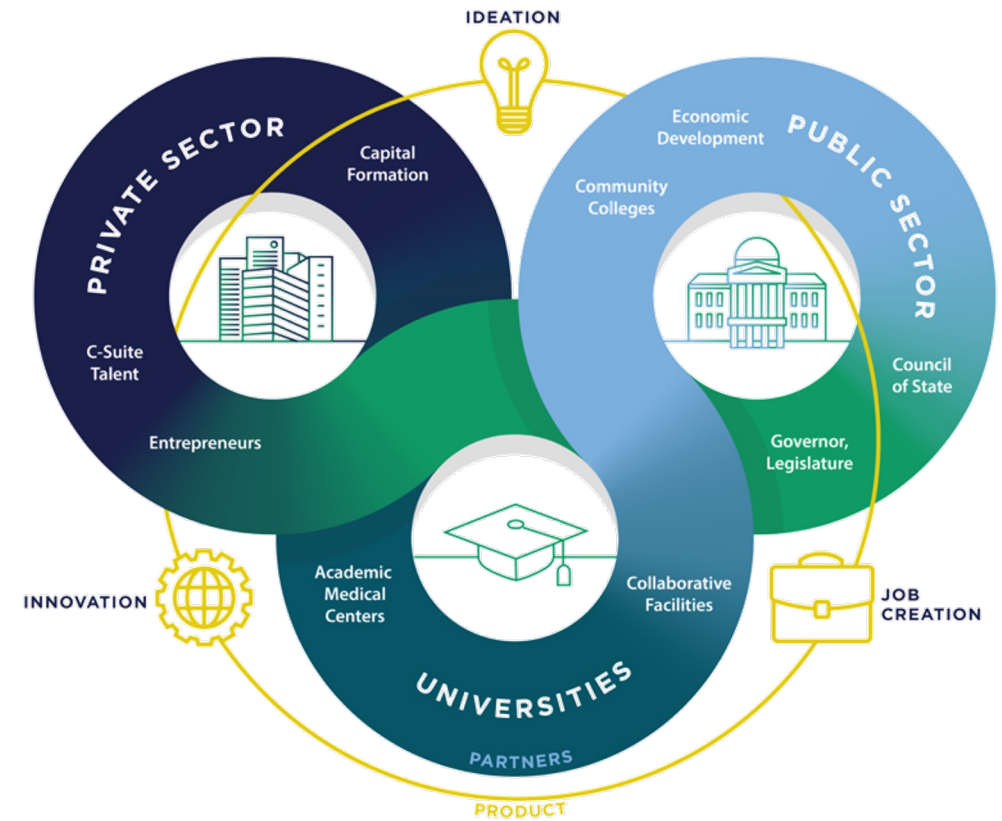 IDEATION
PRIVATE SECTOR
Capital
Formation
C-Suite
Talent
Entrepreneurs
Economic
Development
PUBLIC SECTOR
Community
Colleges
Council
of State
Governor,
Legislature
Academic
Medical
Centers
Collaborative
Facilities
UNIVERSITIES
PARTNERS
INNOVATION
JOB
CREATION
PRODUCT